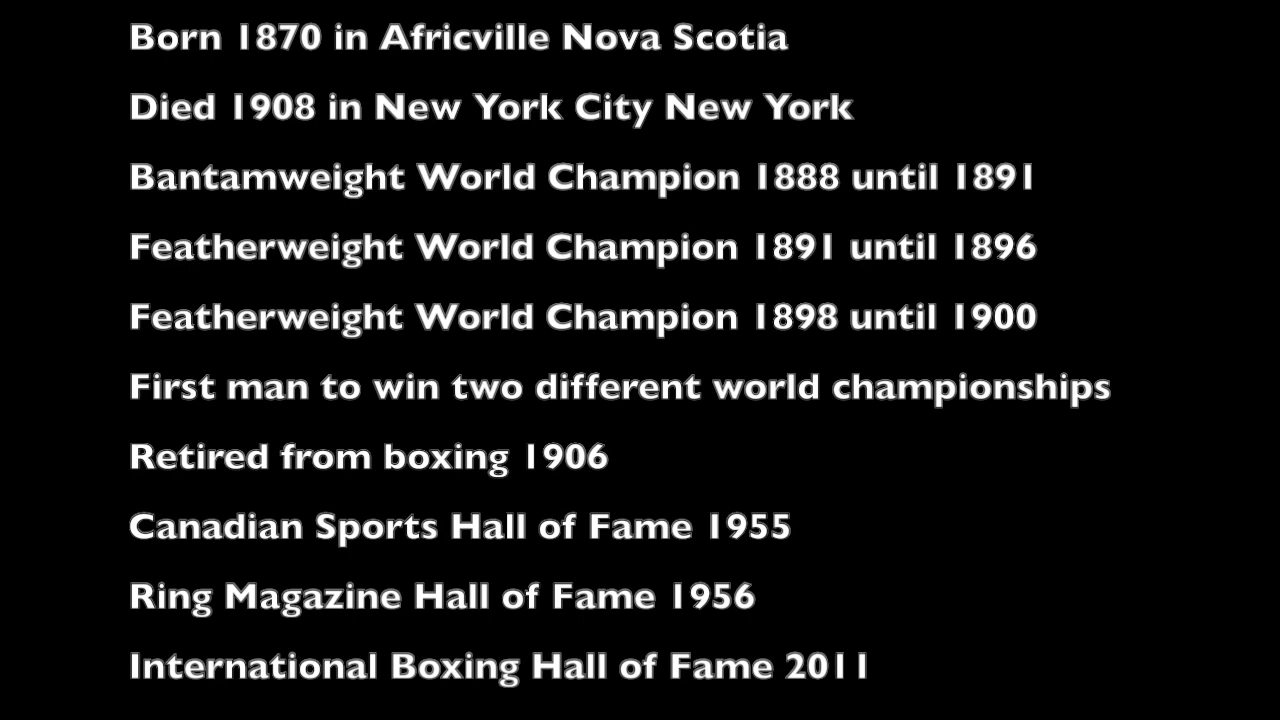 Born 1870 in Africville Nova Scotia
Died 1908 in New York City New York
Bantamweight World Champion 1888 until 1891
Featherweight World Champion 1891 until 1896
Featherweight World Champion 1898 until 1900
First man to win two different world championships
Retired from boxing 1906
Canadian Sports Hall of Fame 1955
Ring Magazine Hall of Fame 1956
International Boxing Hall of Fame 2011